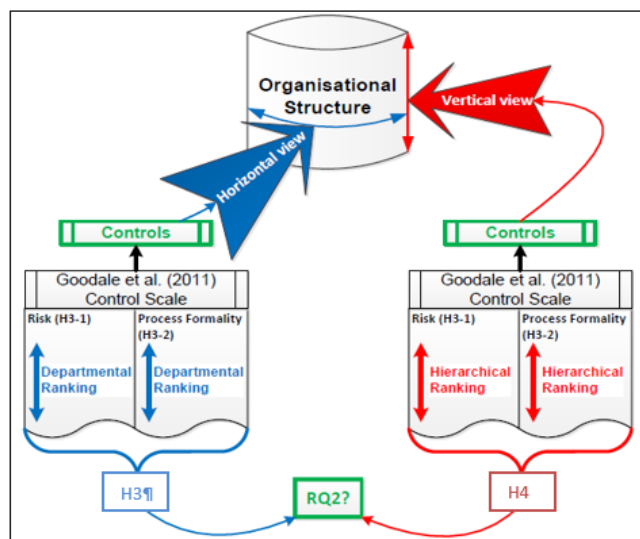 Organisational
Structure
Vertical view
Horizontal view
Controls
Controls
Goodale et al. (2011)
Control Scale
Risk (H3-1)
Process Formality
(H3-2)
Departmental
Ranking
Departmental
Ranking
Goodale et al. (2011)
Control Scale
Risk (H3-1)
Process Formality
(H3-2)
Hierarchical
Ranking
Hierarchical
Ranking
H3¶
RQ2?
H4